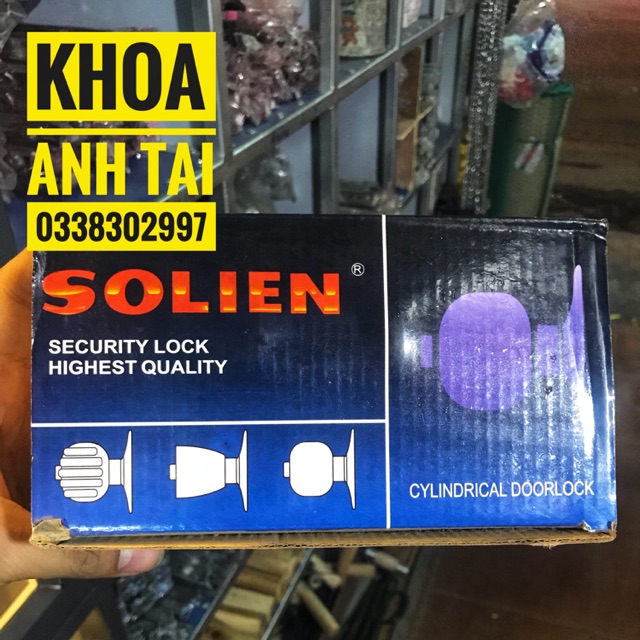 KHOA
ANH TAI
0338302997
SOLIEN ®
SECURITY LOCK
HIGHEST QUALITY
CYLINDRICAL DOORLOCK